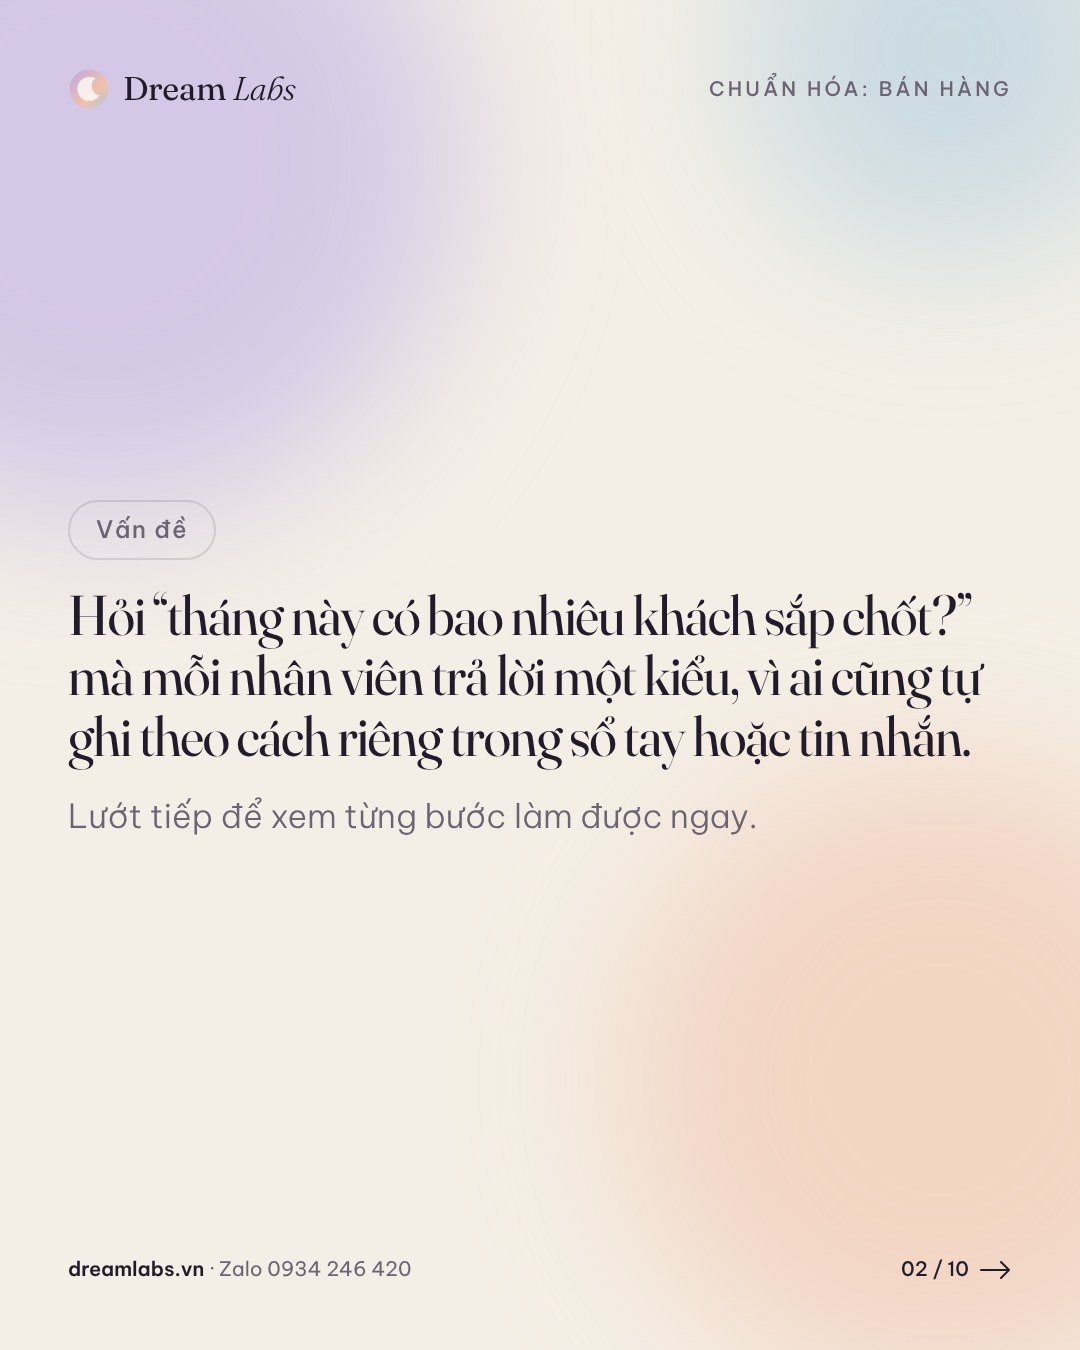 Dream Labs
CHUẨN HÓA: BÁN HÀNG
Vấn đề
Hỏi “tháng này có bao nhiêu khách sắp chốt?”
mà mỗi nhân viên trả lời một kiểu, vì ai cũng tự
ghi theo cách riêng trong sổ tay hoặc tin nhắn.
Lướt tiếp để xem từng bước làm được ngay.
dreamlabs.vn · Zalo 0934 246 420
02 / 10 →